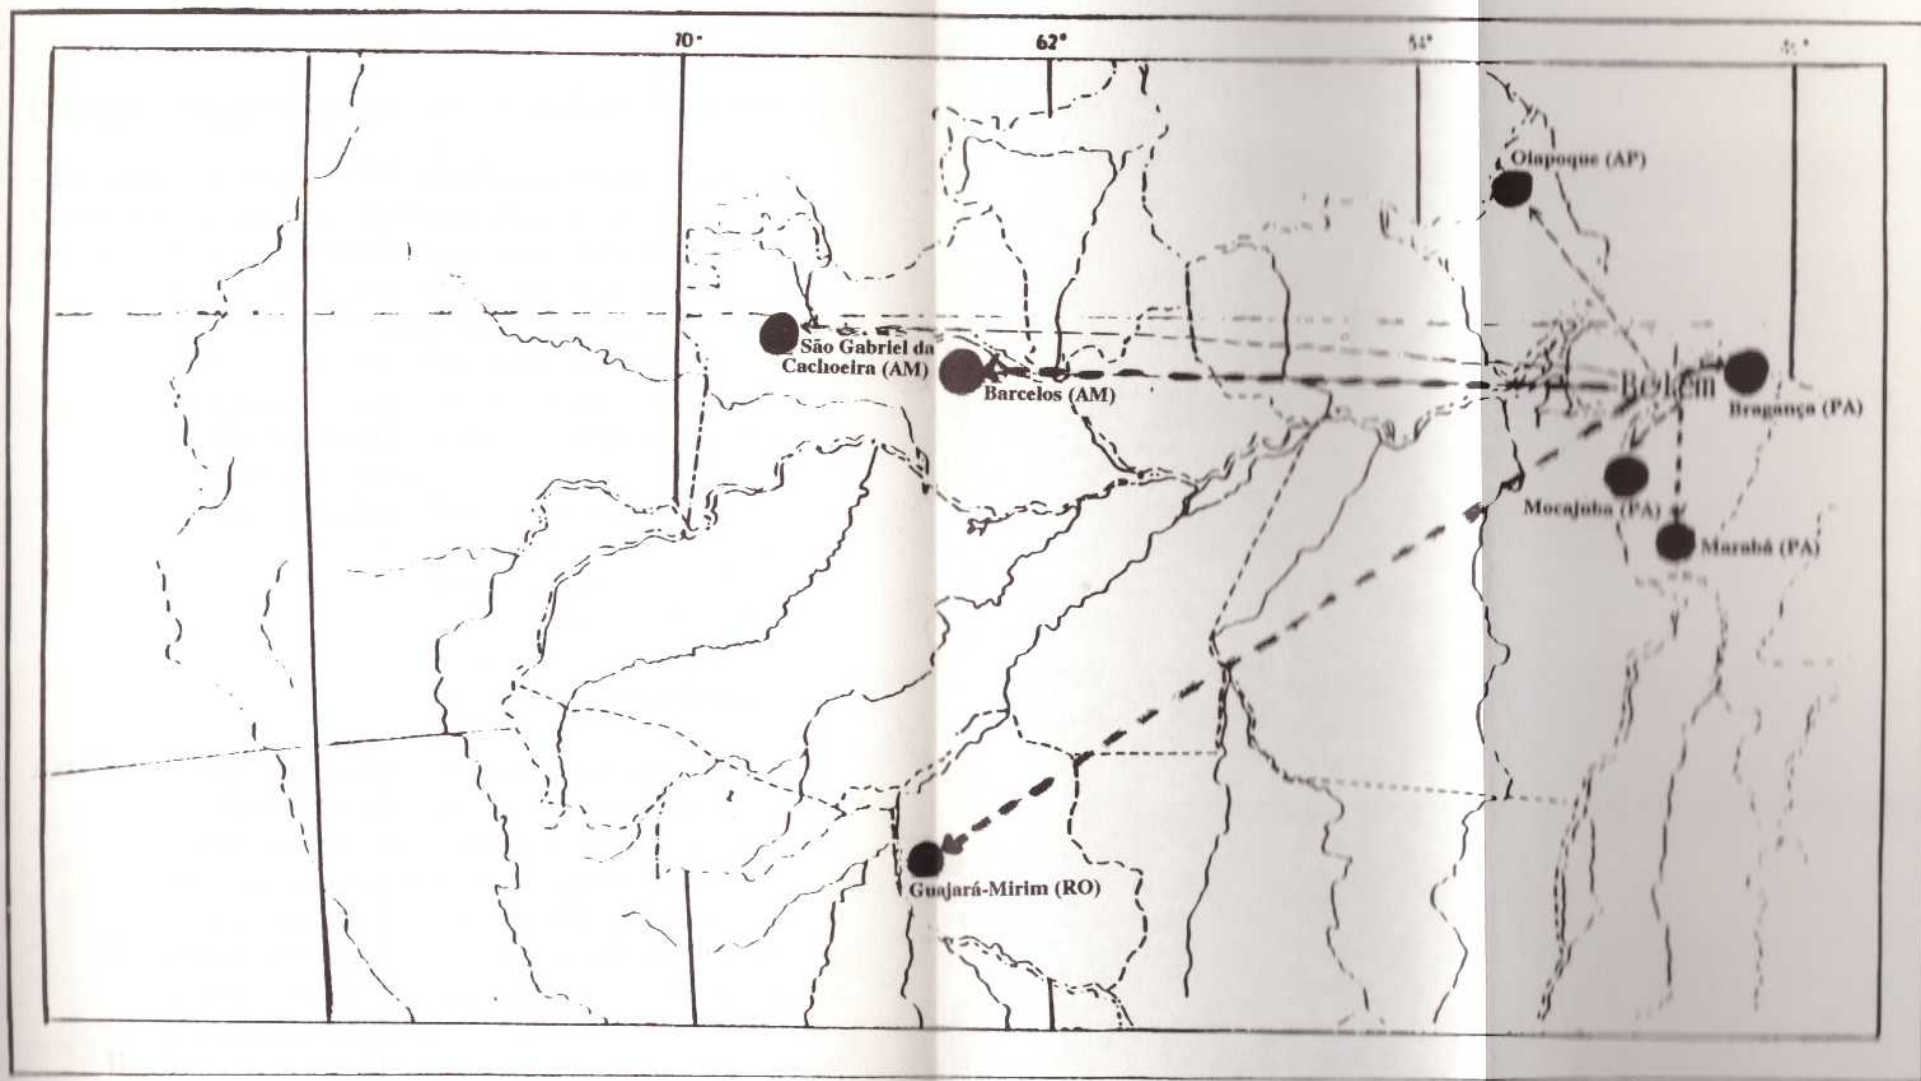 70°
62°
54°
Oiapoque (AP)
São Gabriel da
Cachoeira (AM)
Barcelos (AM)
Belém
Bragança (PA)
Mocajuba (PA)
Marabá (PA)
Guajará-Mirim (RO)